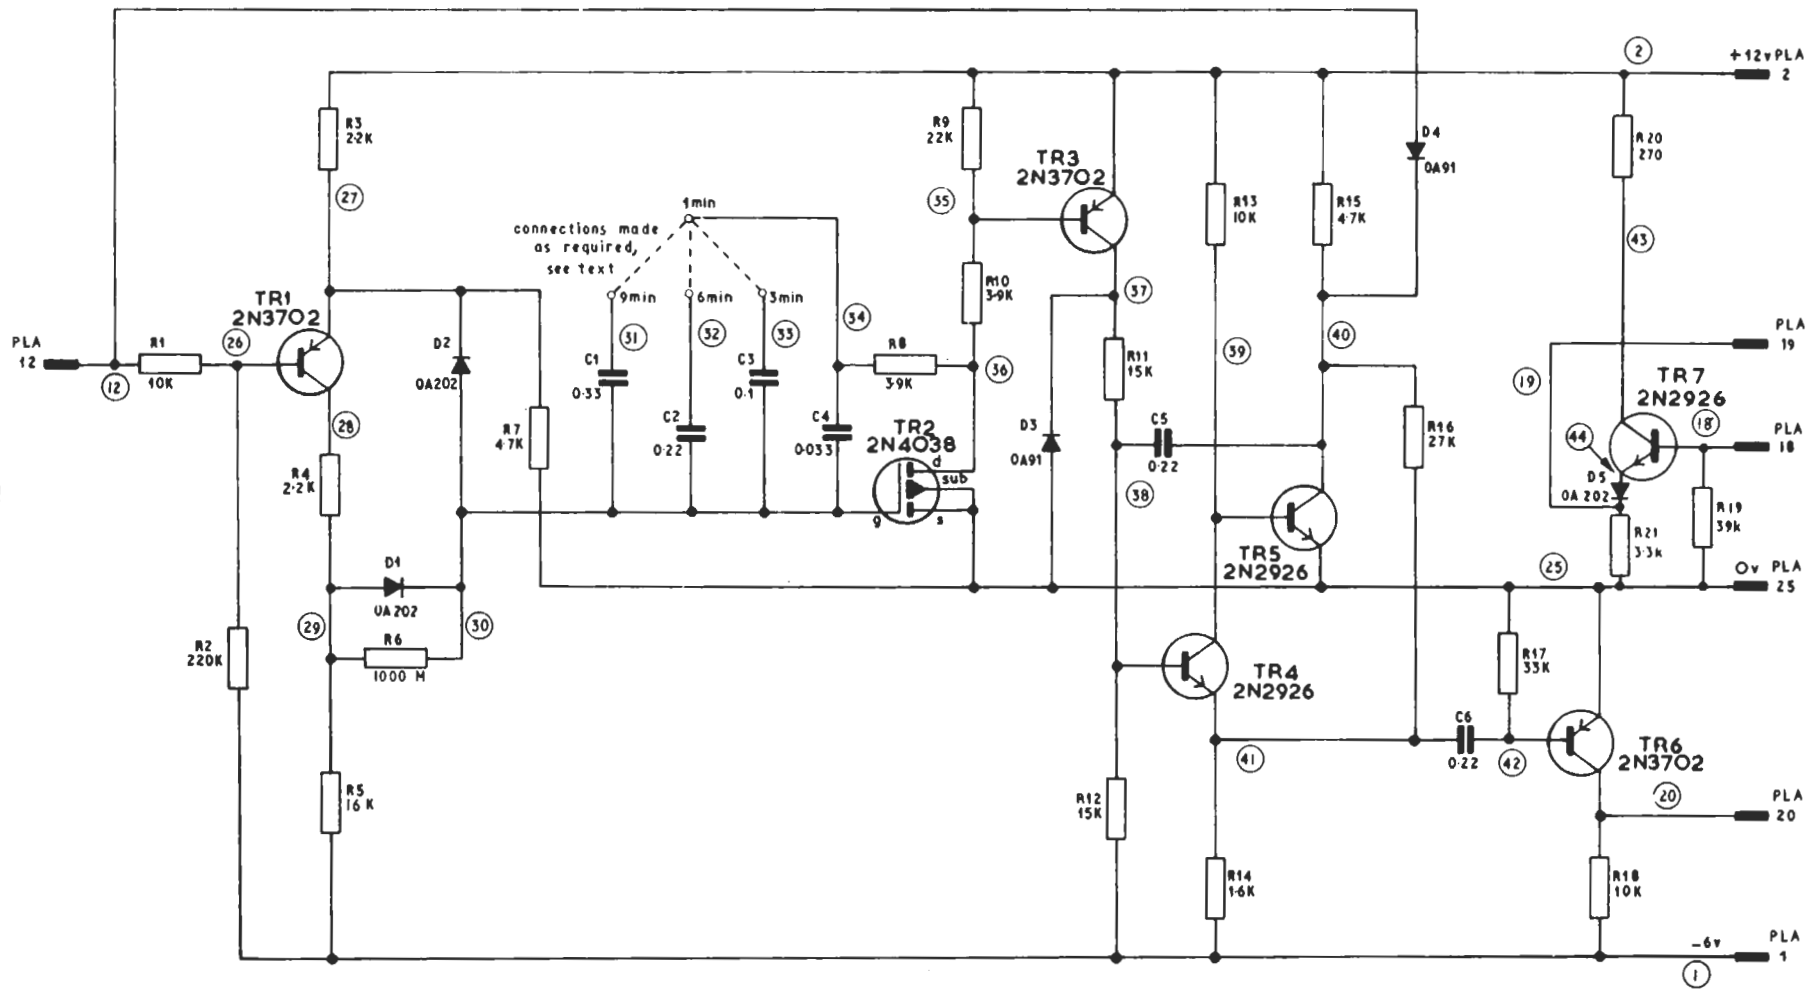 2
+12v PLA
2
R3
2·2K
R9
22K
D4
OA91
R20
270
TR3
2N3702
27
35
1min
R13
10K
R15
4·7K
connections made
as required,
see text
43
9min
6min
3min
R10
3·9K
37
TR1
2N3702
34
PLA
19
31
32
33
40
PLA
12
R1
26
D2
C1
R8
36
39
R11
15K
19
TR7
2N2926
12
10K
OA202
0·33
C3
0·1
3·9K
28
R7
4·7K
C2
0·22
C4
0·033
TR2
2N4038
D3
OA91
C5
0·22
R16
27K
44
18
PLA
18
R4
2·2K
d
sub
38
D5
OA 202
R19
39k
g
s
R21
3·3k
TR5
2N2926
D1
OA202
25
0v PLA
25
29
30
R2
220K
R6
1000 M
R17
33K
TR4
2N2926
C6
0·22
41
42
TR6
2N3702
R5
16K
R12
15K
20
PLA
20
R14
1·6K
R18
10K
-6v
PLA
1
1